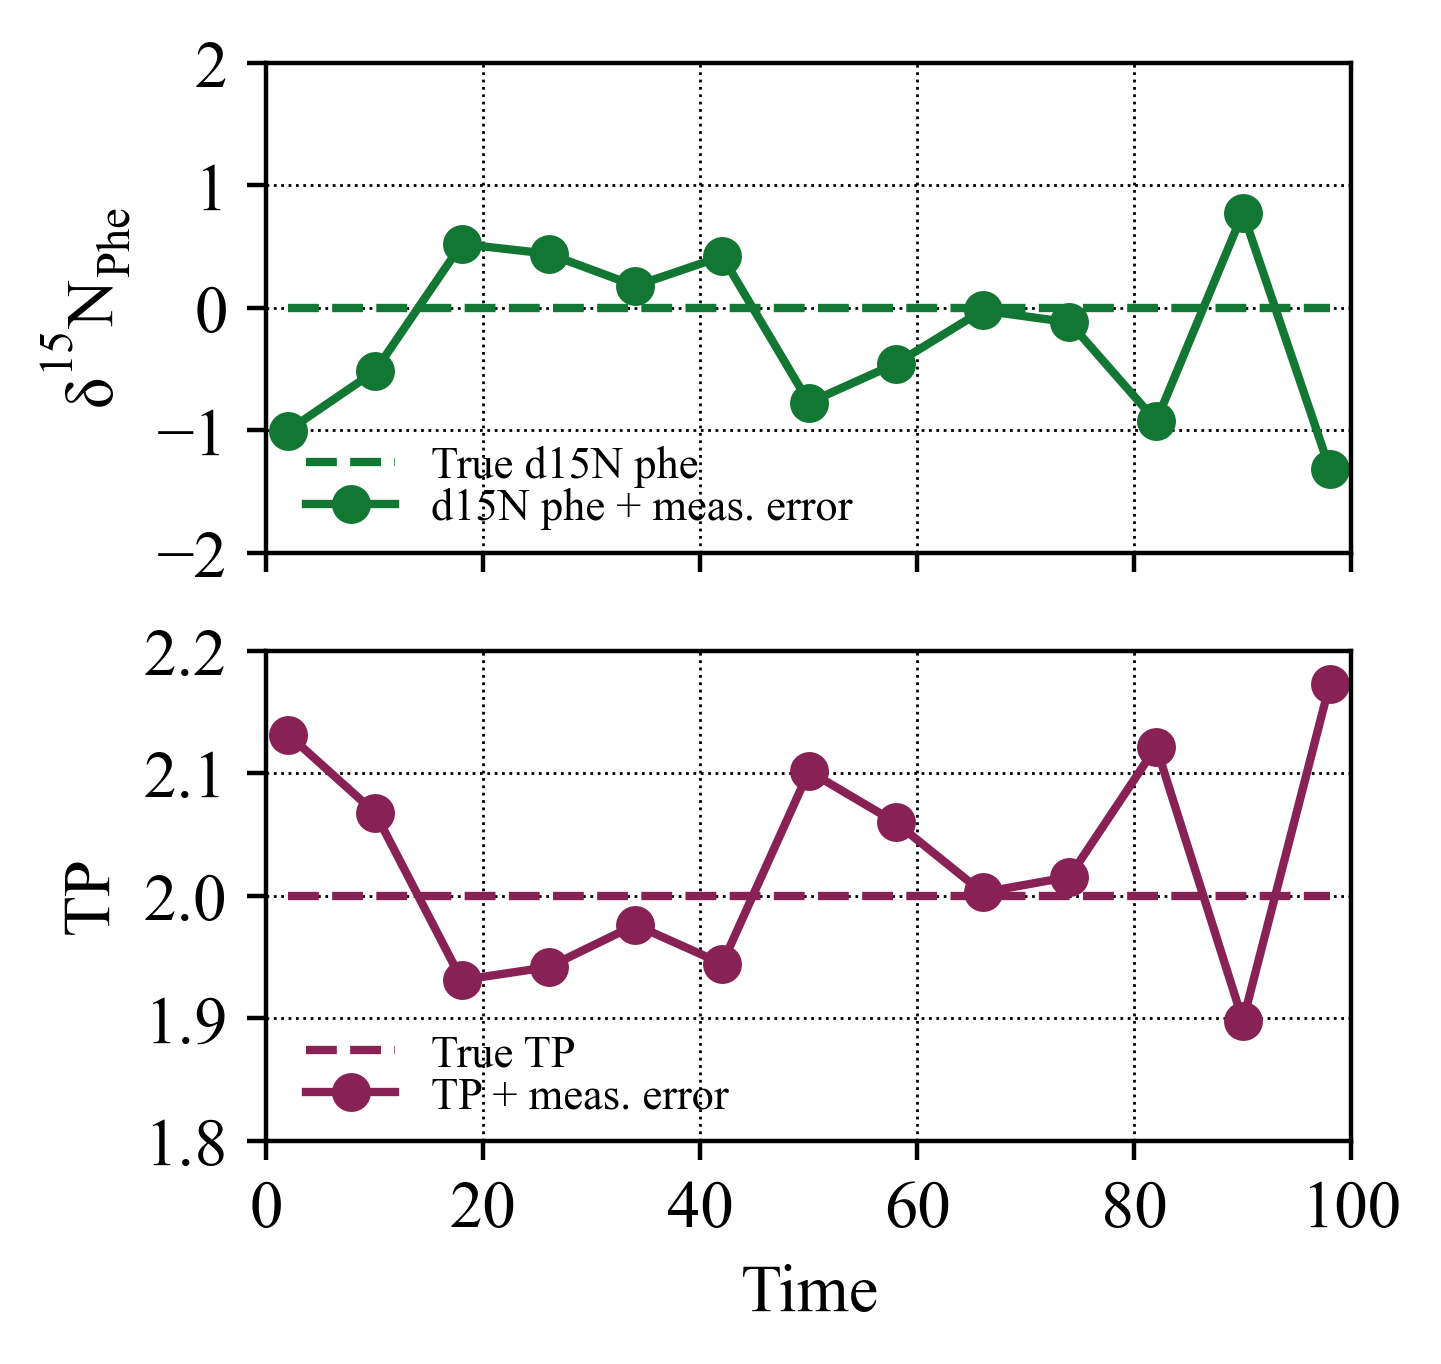 2
1
0
−1
−2
δ¹⁵N_Phe
True d15N phe
d15N phe + meas. error
2.2
2.1
2.0
1.9
1.8
TP
True TP
TP + meas. error
0 20 40 60 80 100
Time